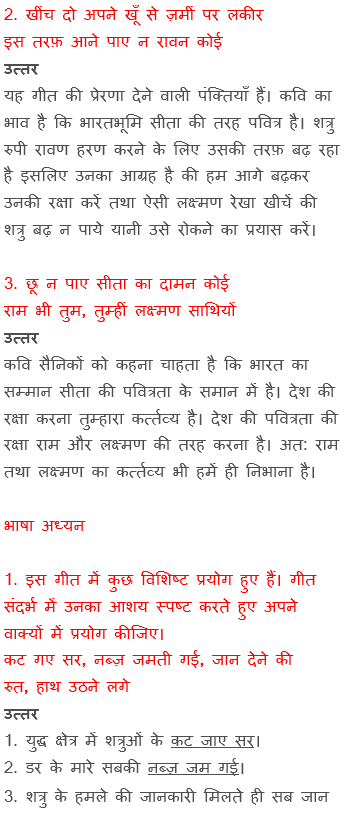 2. खींच दो अपने खूँ से ज़मीं पर लकीर
इस तरफ़ आने पाए न रावन कोई
उत्तर
यह गीत की प्रेरणा देने वाली पंक्तियाँ हैं। कवि का
भाव है कि भारतभूमि सीता की तरह पवित्र है। शत्रु
रुपी रावण हरण करने के लिए उसकी तरफ़ बढ़ रहा
है इसलिए उनका आग्रह है की हम आगे बढ़कर
उनकी रक्षा करें तथा ऐसी लक्ष्मण रेखा खीचें की
शत्रु बढ़ न पाये यानी उसे रोकने का प्रयास करें।
3. छू न पाए सीता का दामन कोई
राम भी तुम, तुम्हीं लक्ष्मण साथियों
उत्तर
कवि सैनिकों को कहना चाहता है कि भारत का
सम्मान सीता की पवित्रता के समान में है। देश की
रक्षा करना तुम्हारा कर्त्तव्य है। देश की पवित्रता की
रक्षा राम और लक्ष्मण की तरह करना है। अत: राम
तथा लक्ष्मण का कर्त्तव्य भी हमें ही निभाना है।
भाषा अध्यन
1. इस गीत में कुछ विशिष्ट प्रयोग हुए हैं। गीत
संदर्भ में उनका आशय स्पष्ट करते हुए अपने
वाक्यों में प्रयोग कीजिए।
कट गए सर, नब्ज़ जमती गई, जान देने की
रुत, हाथ उठने लगे
उत्तर
1. युद्ध क्षेत्र में शत्रुओं के कट जाए सर।
2. डर के मारे सबकी नब्ज़ जम गई।
3. शत्रु के हमले की जानकारी मिलते ही सब जान